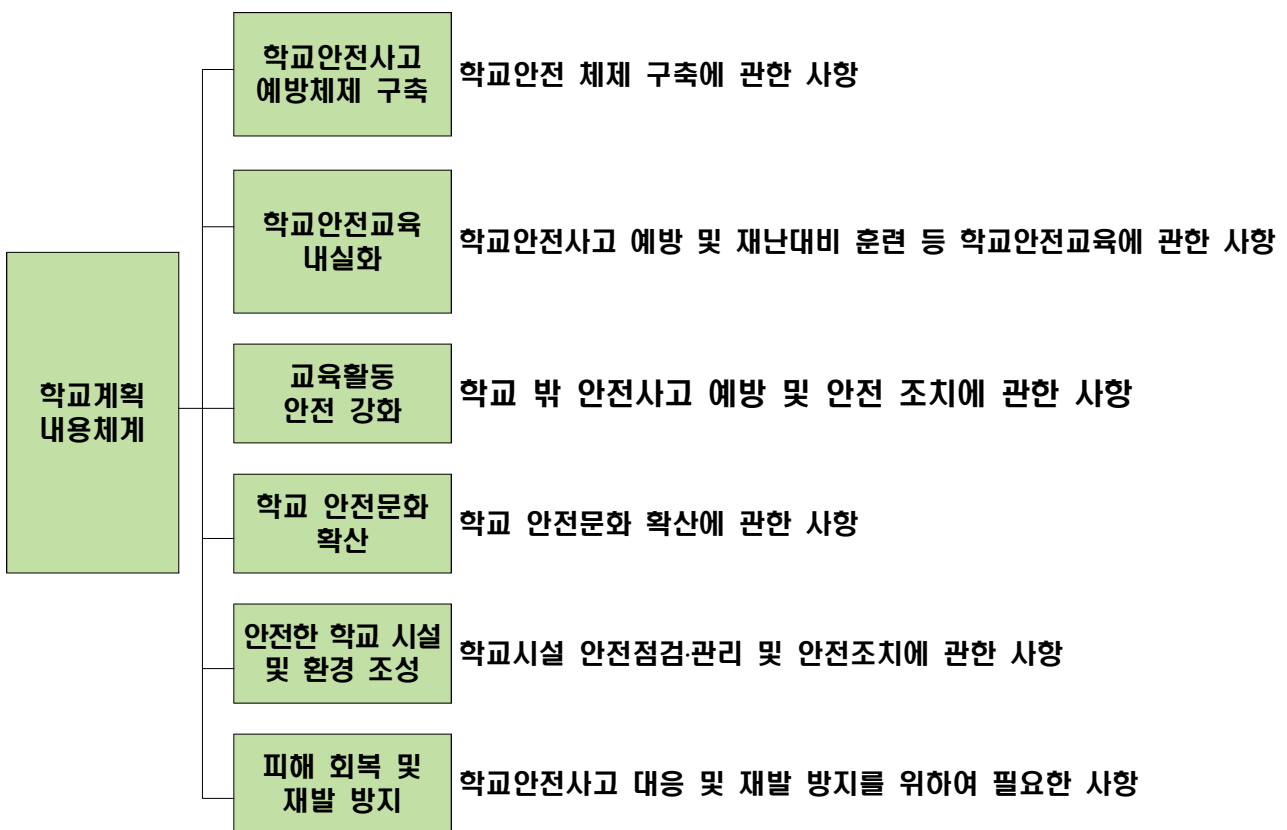 학교계획
내용체계
학교안전사고
예방체제 구축
학교안전 체제 구축에 관한 사항
학교안전교육
내실화
학교안전사고 예방 및 재난대비 훈련 등 학교안전교육에 관한 사항
교육활동
안전 강화
학교 밖 안전사고 예방 및 안전 조치에 관한 사항
학교 안전문화
확산
학교 안전문화 확산에 관한 사항
안전한 학교 시설
및 환경 조성
학교시설 안전점검·관리 및 안전조치에 관한 사항
피해 회복 및
재발 방지
학교안전사고 대응 및 재발 방지를 위하여 필요한 사항